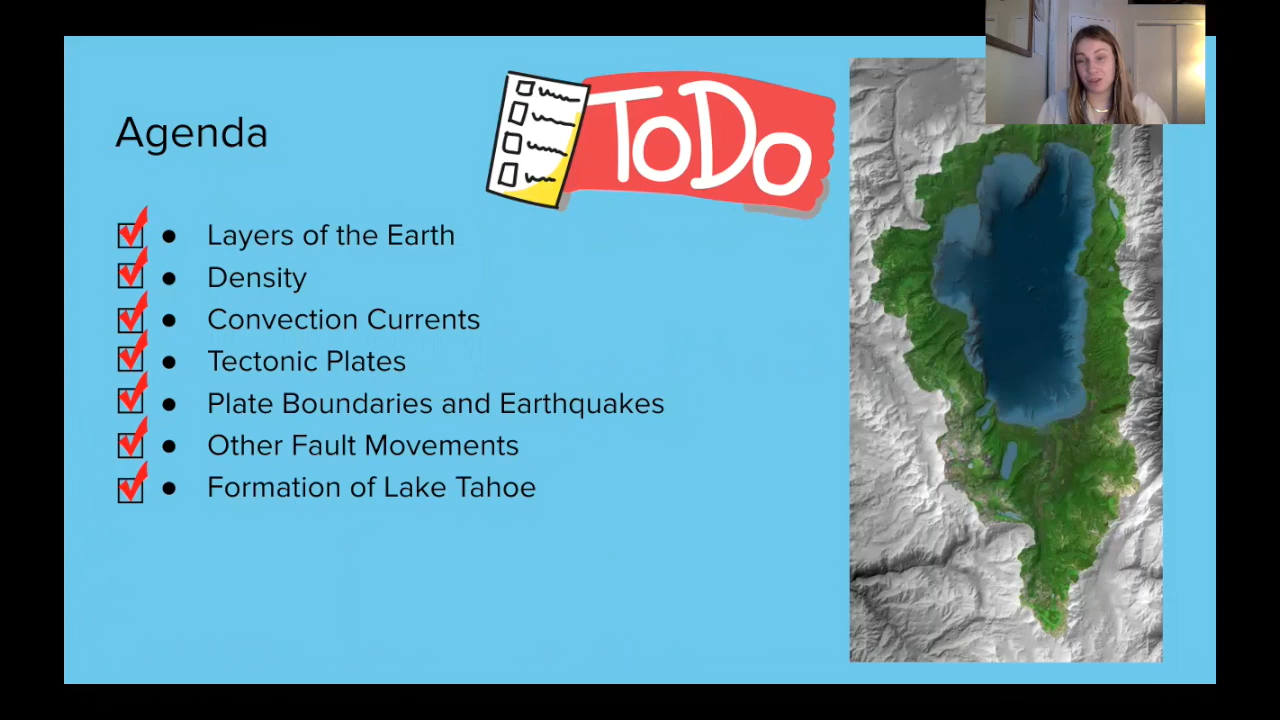 Agenda
ToDo
Layers of the Earth
Density
Convection Currents
Tectonic Plates
Plate Boundaries and Earthquakes
Other Fault Movements
Formation of Lake Tahoe